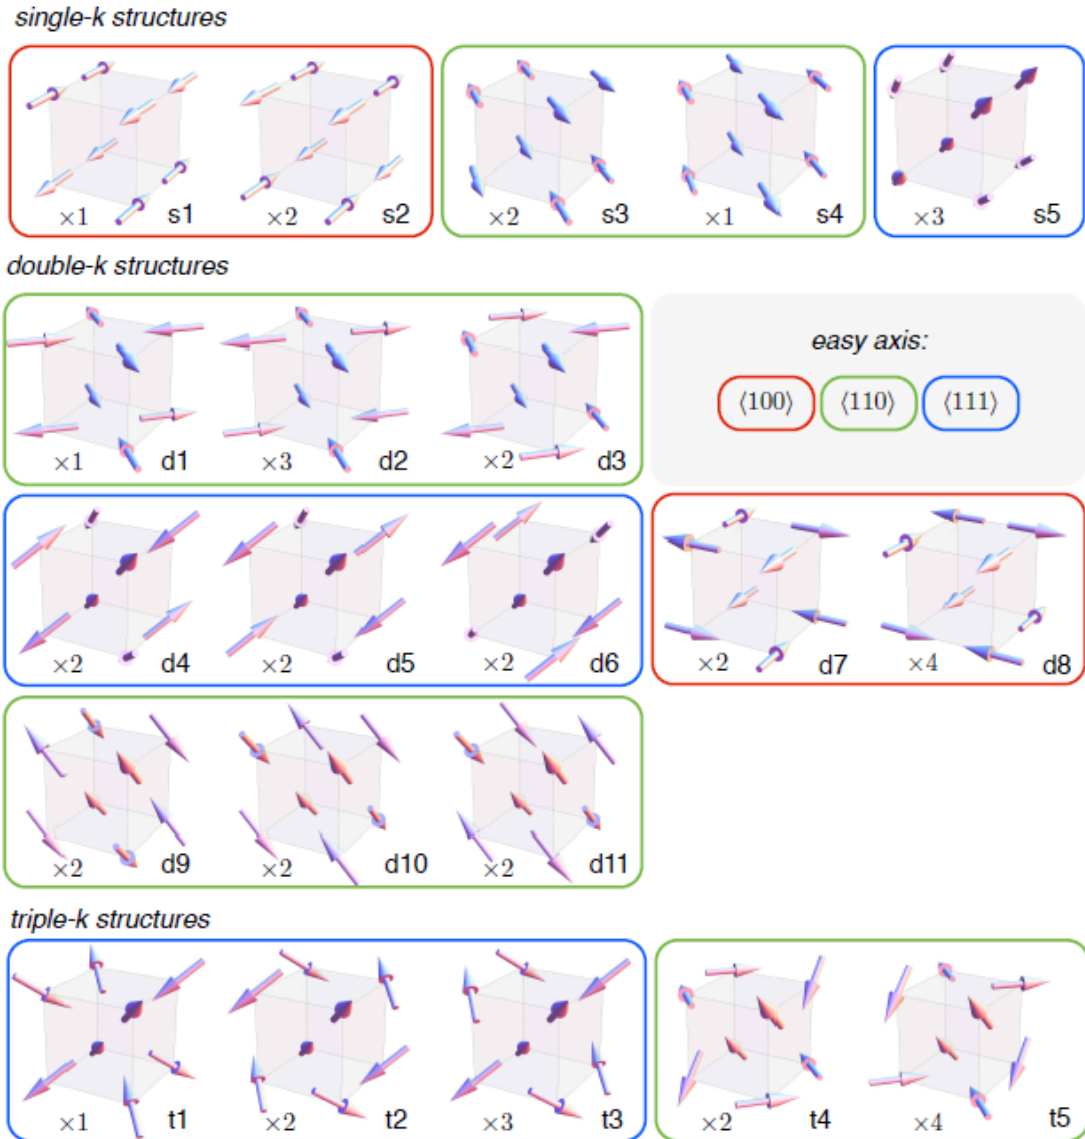 single-k structures
×1 s1 ×2 s2 ×2 s3 ×1 s4 ×3 s5
double-k structures
easy axis:
⟨100⟩ ⟨110⟩ ⟨111⟩
×1 d1 ×3 d2 ×2 d3
×2 d4 ×2 d5 ×2 d6 ×2 d7 ×4 d8
×2 d9 ×2 d10 ×2 d11
triple-k structures
×1 t1 ×2 t2 ×3 t3 ×2 t4 ×4 t5